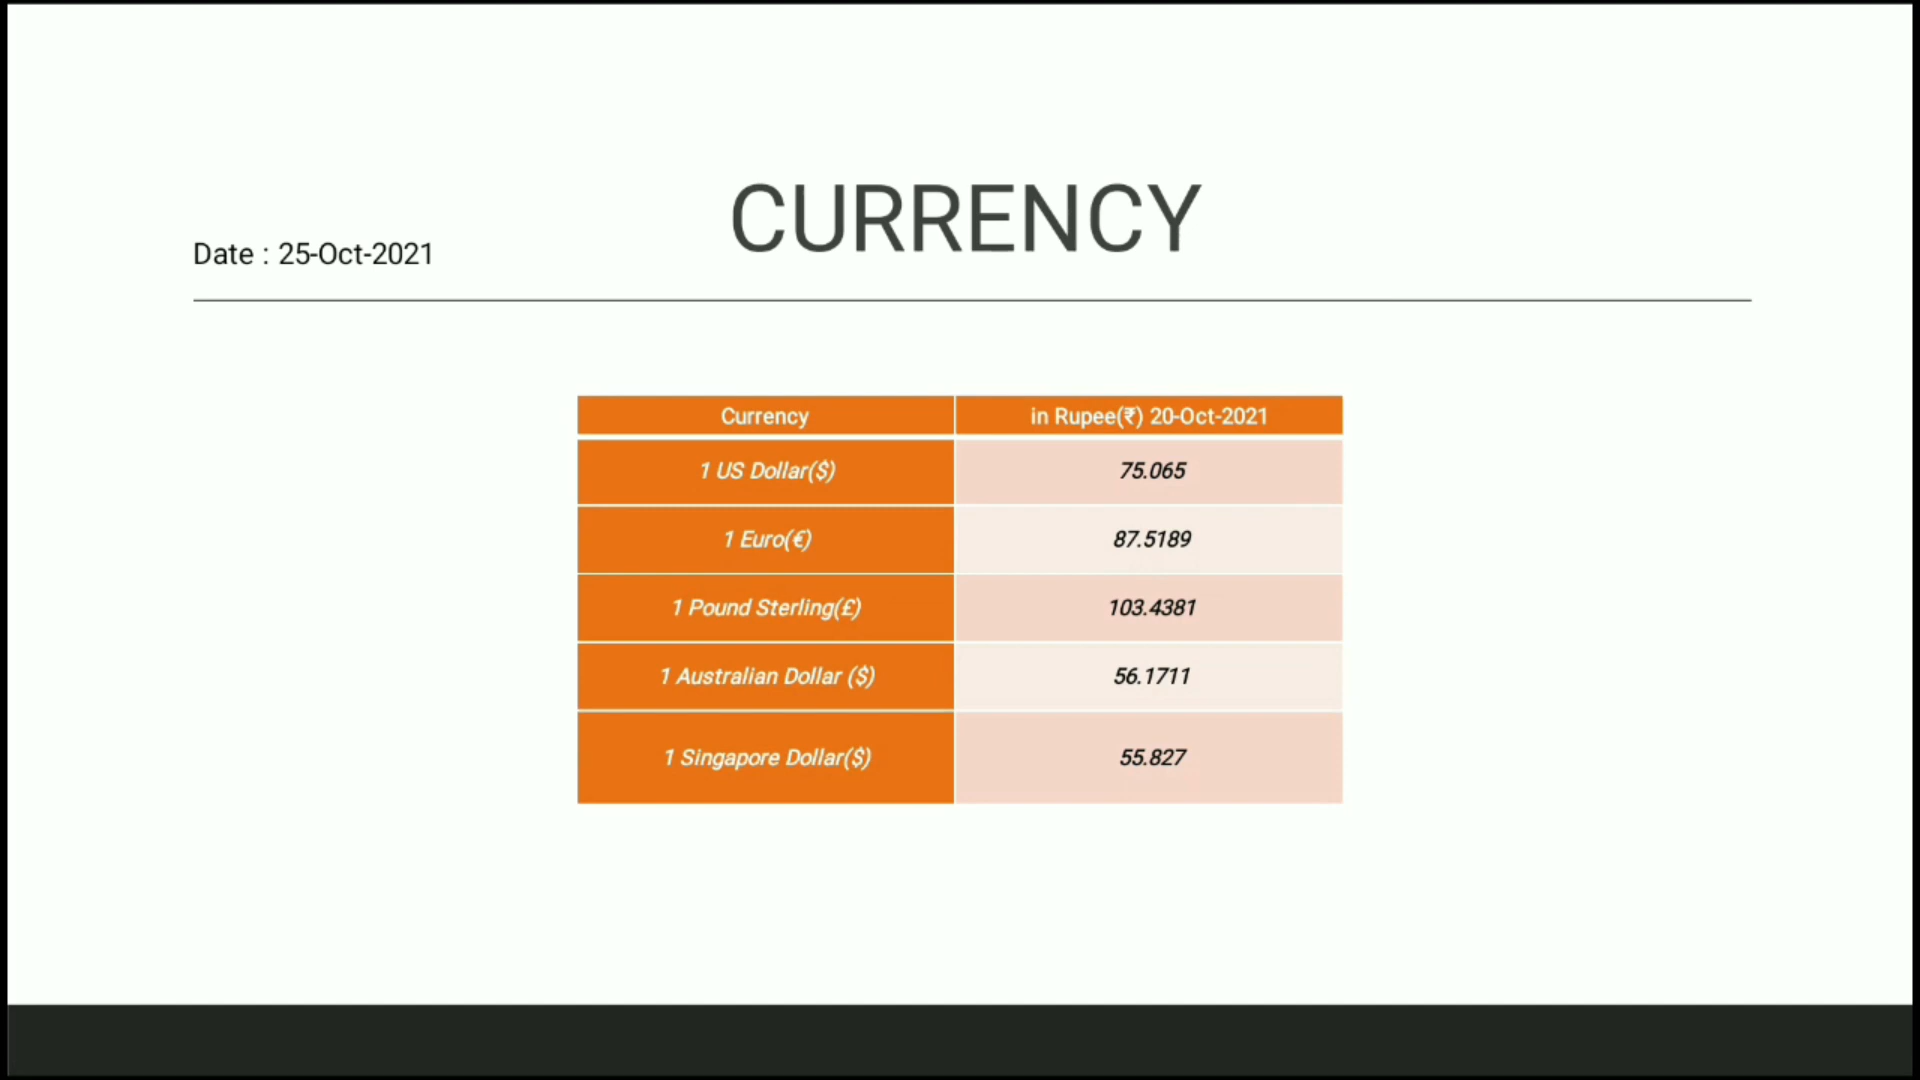 CURRENCY
Date : 25-Oct-2021
Currency in Rupee(₹) 20-Oct-2021
1 US Dollar($) 75.065
1 Euro(€) 87.5189
1 Pound Sterling(£) 103.4381
1 Australian Dollar ($) 56.1711
1 Singapore Dollar($) 55.827